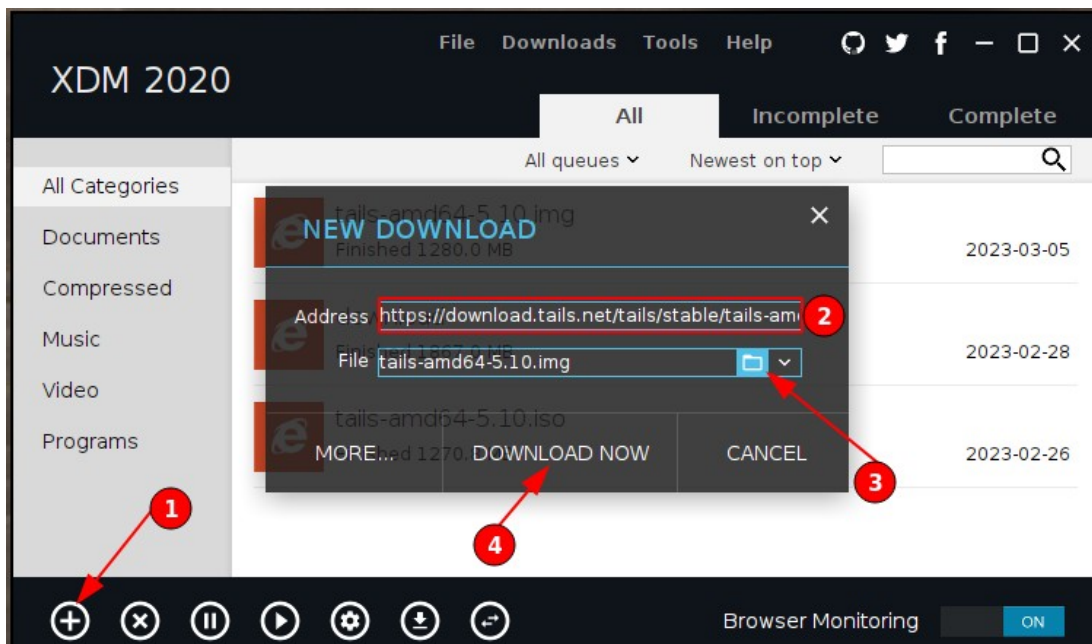 File Downloads Tools Help
XDM 2020
All Incomplete Complete
All queues Newest on top
All Categories
Documents
Compressed
Music
Video
Programs
tails-amd64-5.10.img
Finished 1280.0 MB
2023-03-05
NEW DOWNLOAD
Address https://download.tails.net/tails/stable/tails-am
2
File tails-amd64-5.10.img
2023-02-28
tails-amd64-5.10.iso
2023-02-26
MORE... DOWNLOAD NOW CANCEL
3
1
4
Browser Monitoring ON